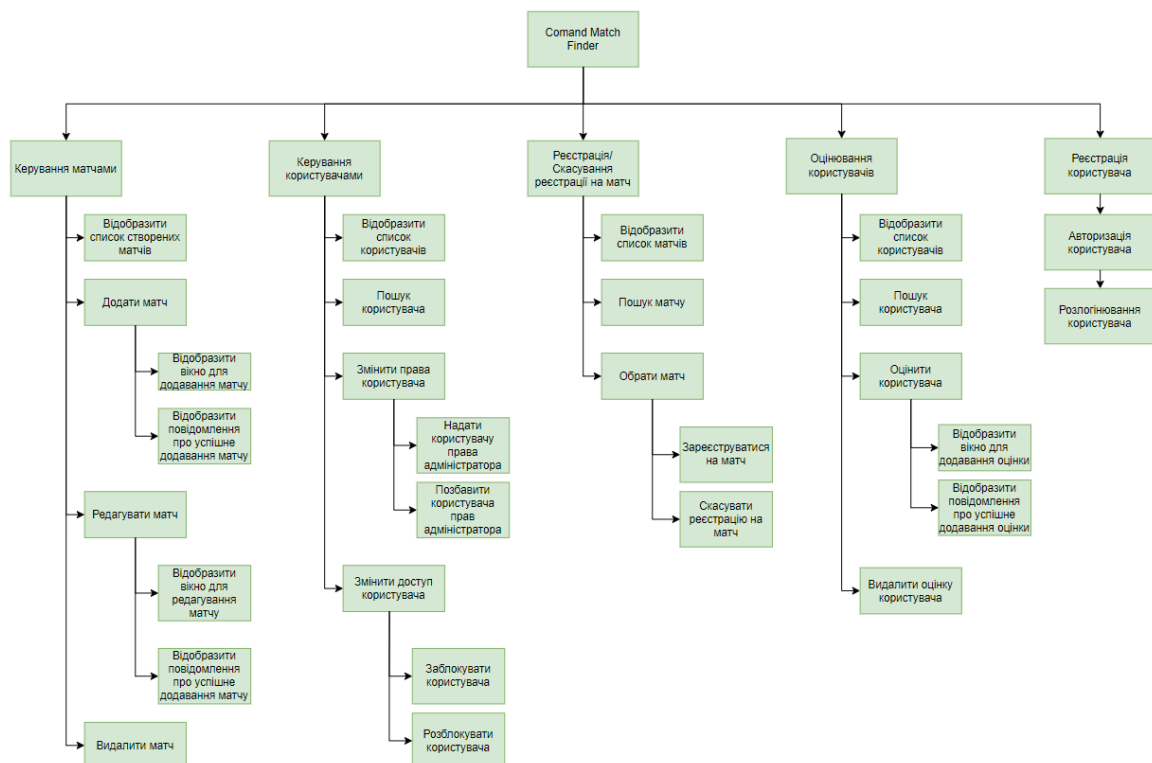 Comand Match
Finder
Керування матчами
Відобразити
список створених
матчів
Додати матч
Відобразити
вікно для
додавання матчу
Відобразити
повідомлення
про успішне
додавання матчу
Редагувати матч
Відобразити
вікно для
редагування
матчу
Відобразити
повідомлення
про успішне
додавання матчу
Видалити матч
Керування
користувачами
Відобразити
список
користувачів
Пошук
користувача
Змінити права
користувача
Надати
користувачу
права
адміністратора
Позбавити
користувача
прав
адміністратора
Змінити доступ
користувача
Заблокувати
користувача
Розблокувати
користувача
Реєстрація/
Скасування
реєстрації на матч
Відобразити
список матчів
Пошук матчу
Обрати матч
Зареєструватися
на матч
Скасувати
реєстрацію на
матч
Оцінювання
користувачів
Відобразити
список
користувачів
Пошук
користувача
Оцінити
користувача
Відобразити
вікно для
додавання оцінки
Відобразити
повідомлення
про успішне
додавання оцінки
Видалити оцінку
користувача
Реєстрація
користувача
Авторизація
користувача
Розлогінювання
користувача